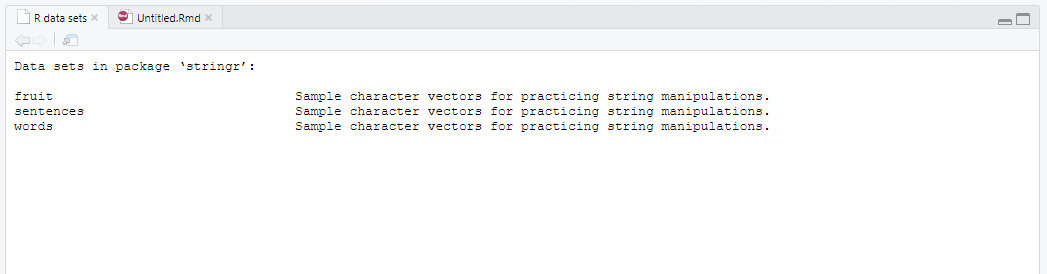 R data sets
Untitled.Rmd
Data sets in package ‘stringr’:
fruit Sample character vectors for practicing string manipulations.
sentences Sample character vectors for practicing string manipulations.
words Sample character vectors for practicing string manipulations.